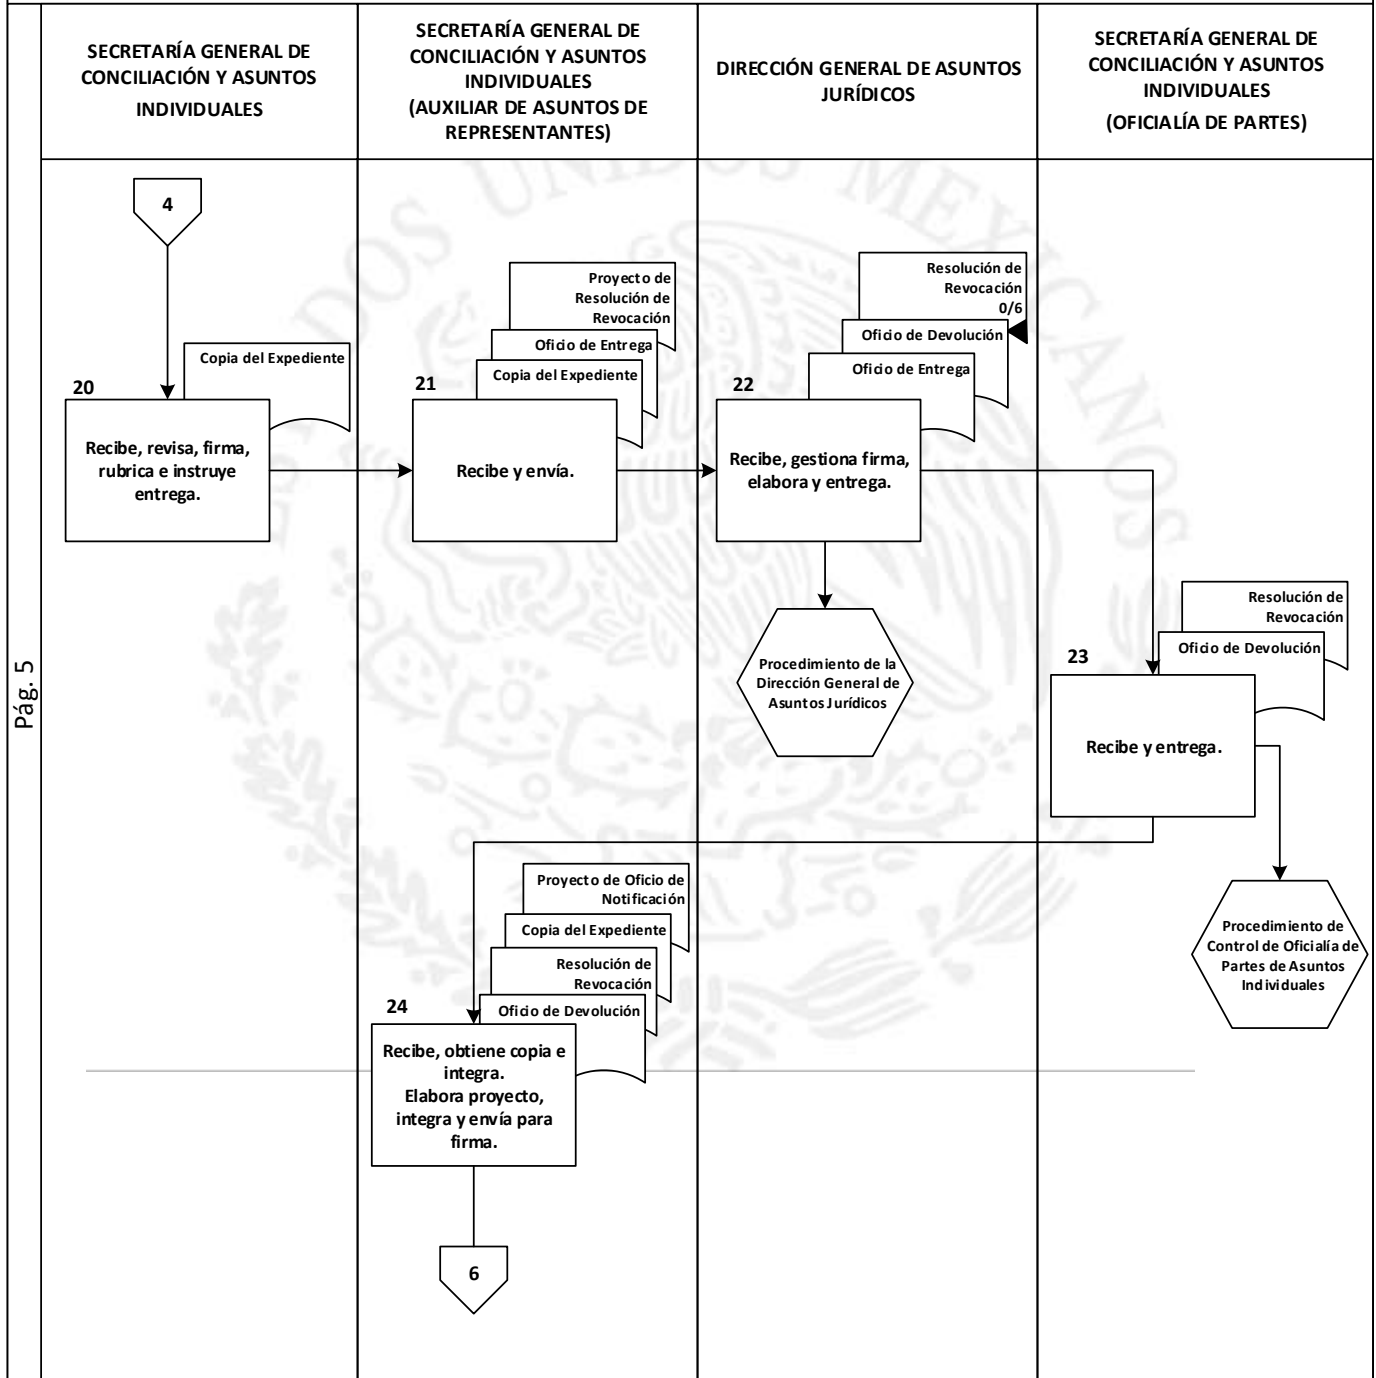 SECRETARÍA GENERAL DE
CONCILIACIÓN Y ASUNTOS
INDIVIDUALES
SECRETARÍA GENERAL DE
CONCILIACIÓN Y ASUNTOS
INDIVIDUALES
(AUXILIAR DE ASUNTOS DE
REPRESENTANTES)
DIRECCIÓN GENERAL DE ASUNTOS
JURÍDICOS
SECRETARÍA GENERAL DE
CONCILIACIÓN Y ASUNTOS
INDIVIDUALES
(OFICIALÍA DE PARTES)
Pág. 5
ESTADOS UNIDOS MEXICANOS
4
Copia del Expediente
20
Recibe, revisa, firma,
rubrica e instruye
entrega.
Proyecto de
Resolución de
Revocación
Oficio de Entrega
Copia del Expediente
21
Recibe y envía.
Resolución de
Revocación
0/6
Oficio de Devolución
Oficio de Entrega
22
Recibe, gestiona firma,
elabora y entrega.
Procedimiento de la
Dirección General de
Asuntos Jurídicos
Resolución de
Revocación
Oficio de Devolución
23
Recibe y entrega.
Procedimiento de
Control de Oficialía de
Partes de Asuntos
Individuales
Proyecto de Oficio de
Notificación
Copia del Expediente
Resolución de
Revocación
Oficio de Devolución
24
Recibe, obtiene copia e
integra.
Elabora proyecto,
integra y envía para
firma.
6